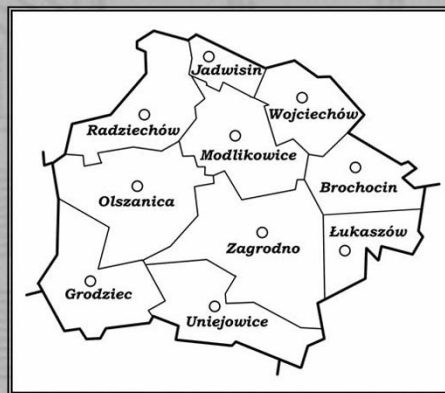 Jadwisin
Wojciechów
Radziechów
Modlikowice
Brochocin
Olszanica
Łukaszów
Zagrodno
Grodziec
Uniejowice